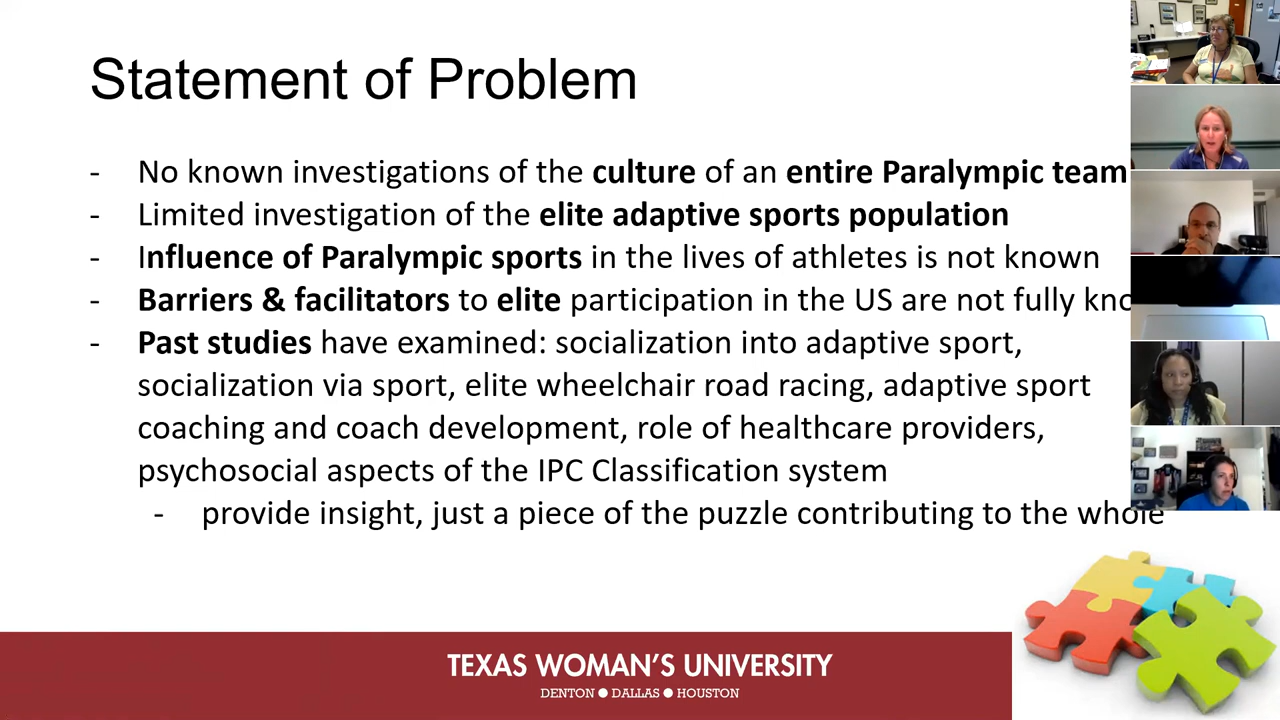 Statement of Problem
- No known investigations of the culture of an entire Paralympic team
- Limited investigation of the elite adaptive sports population
- Influence of Paralympic sports in the lives of athletes is not known
- Barriers & facilitators to elite participation in the US are not fully
- Past studies have examined: socialization into adaptive sport,
socialization via sport, elite wheelchair road racing, adaptive sport
coaching and coach development, role of healthcare providers,
psychosocial aspects of the IPC Classification system
- provide insight, just a piece of the puzzle contributing to the whole
TEXAS WOMAN'S UNIVERSITY
DENTON ● DALLAS ● HOUSTON